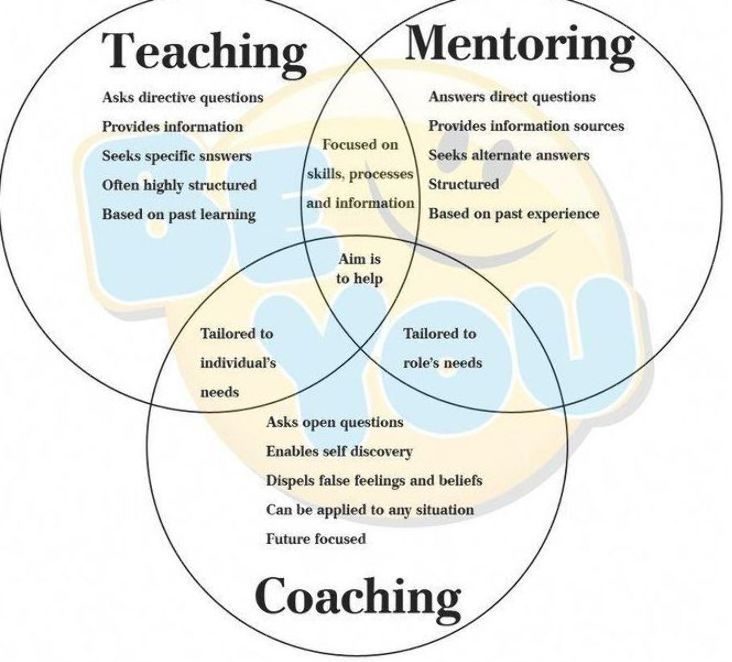 Teaching
Asks directive questions
Provides information
Seeks specific snswers
Often highly structured
Based on past learning
Mentoring
Answers direct questions
Provides information sources
Seeks alternate answers
Structured
Based on past experience
Focused on
skills, processes
and information
Aim is
to help
Tailored to
individual's
needs
Tailored to
role's needs
Asks open questions
Enables self discovery
Dispels false feelings and beliefs
Can be applied to any situation
Future focused
Coaching
BE
YOU